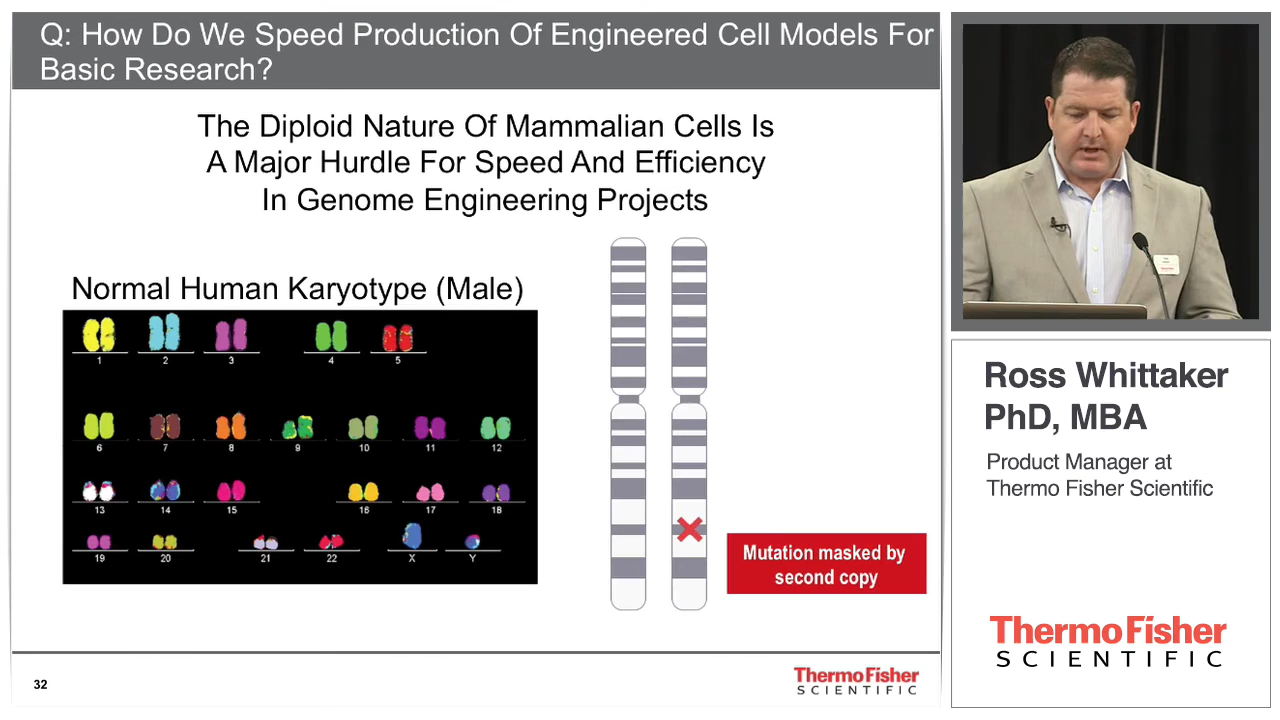 Q: How Do We Speed Production Of Engineered Cell Models For
Basic Research?
The Diploid Nature Of Mammalian Cells Is
A Major Hurdle For Speed And Efficiency
In Genome Engineering Projects
Normal Human Karyotype (Male)
1 2 3 4 5
6 7 8 9 10 11 12
13 14 15 16 17 18
19 20 21 22 X Y
Mutation masked by
second copy
32
ThermoFisher
SCIENTIFIC
Ross Whittaker
PhD, MBA
Product Manager at
Thermo Fisher Scientific
ThermoFisher
SCIENTIFIC